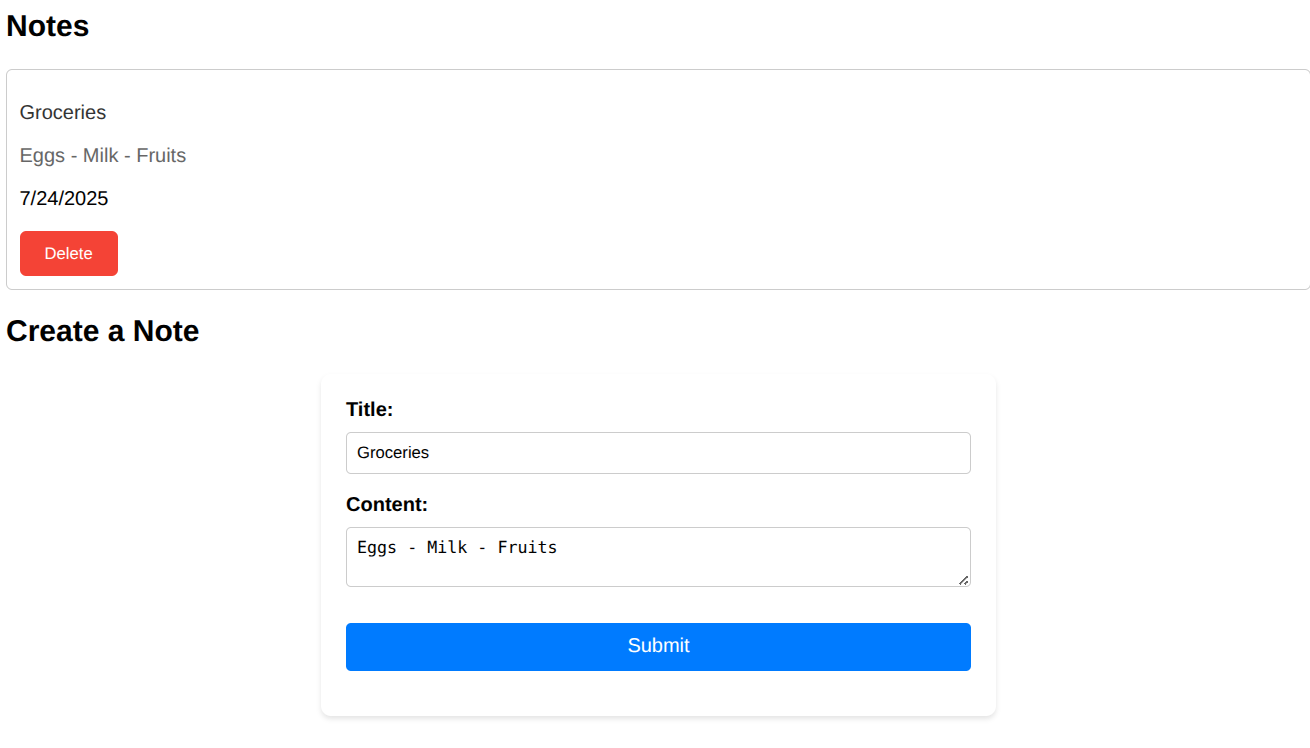 Notes
Groceries
Eggs - Milk - Fruits
7/24/2025
Delete
Create a Note
Title:
Groceries
Content:
Eggs - Milk - Fruits
Submit